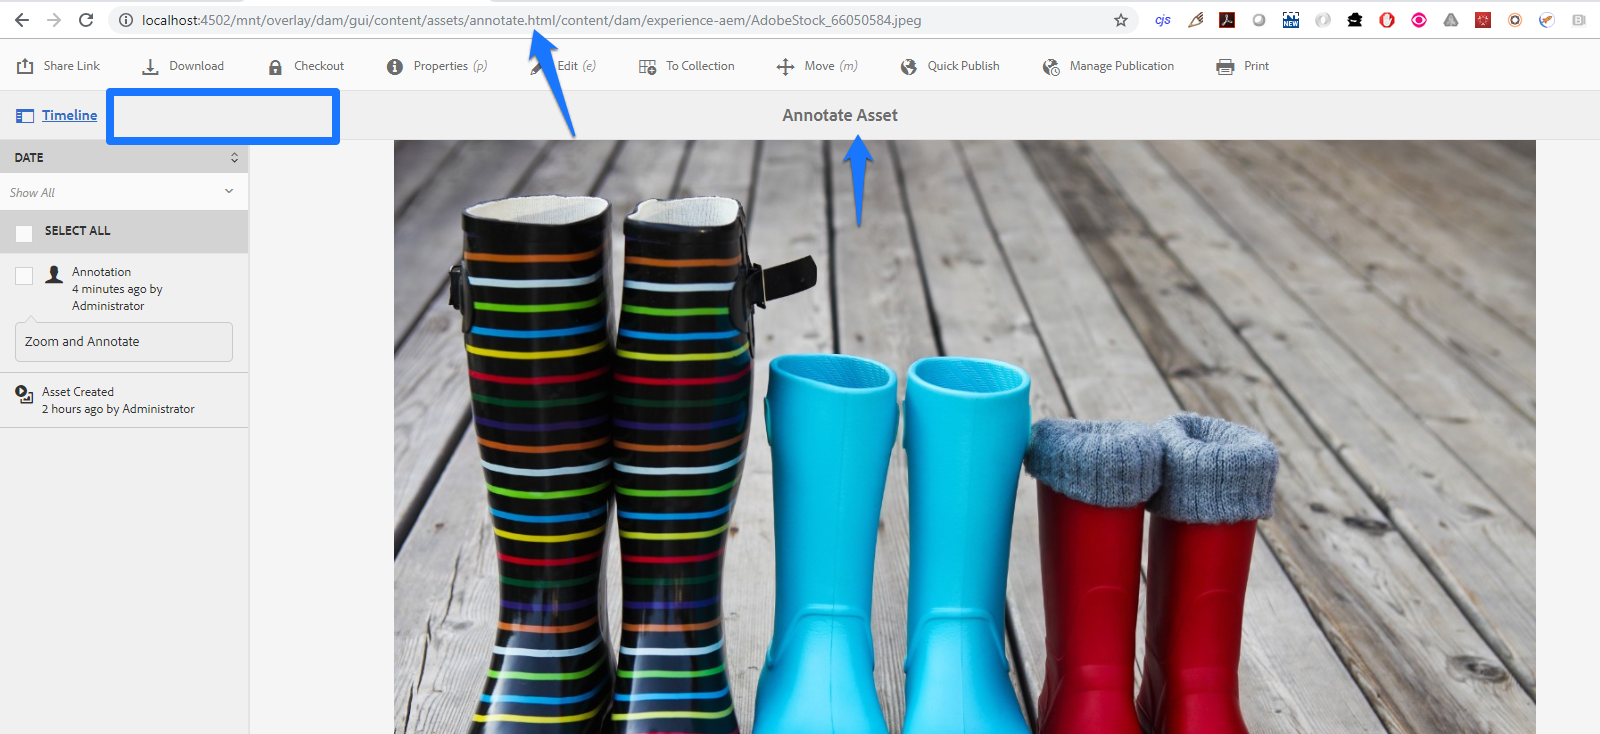 localhost:4502/mnt/overlay/dam/gui/content/assets/annotate.html/content/dam/experience-aem/AdobeStock_66050584.jpeg
cjs
NEW
Share Link Download Checkout Properties (p) Edit (e) To Collection Move (m) Quick Publish Manage Publication Print
Timeline
Annotate Asset
DATE
Show All
SELECT ALL
Annotation
4 minutes ago by
Administrator
Zoom and Annotate
Asset Created
2 hours ago by Administrator